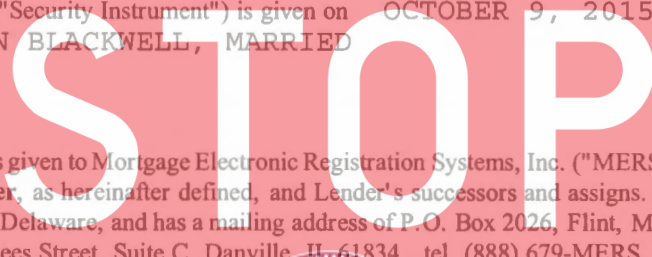 "Security Instrument") is given on OCTOBER 9, 2015
N BLACKWELL, MARRIED
STOP
s given to Mortgage Electronic Registration Systems, Inc. ("MERS
er, as hereinafter defined, and Lender's successors and assigns.
Delaware, and has a mailing address of P.O. Box 2026, Flint, M
ees Street, Suite C, Danville, IL 61834, tel. (888) 679-MERS